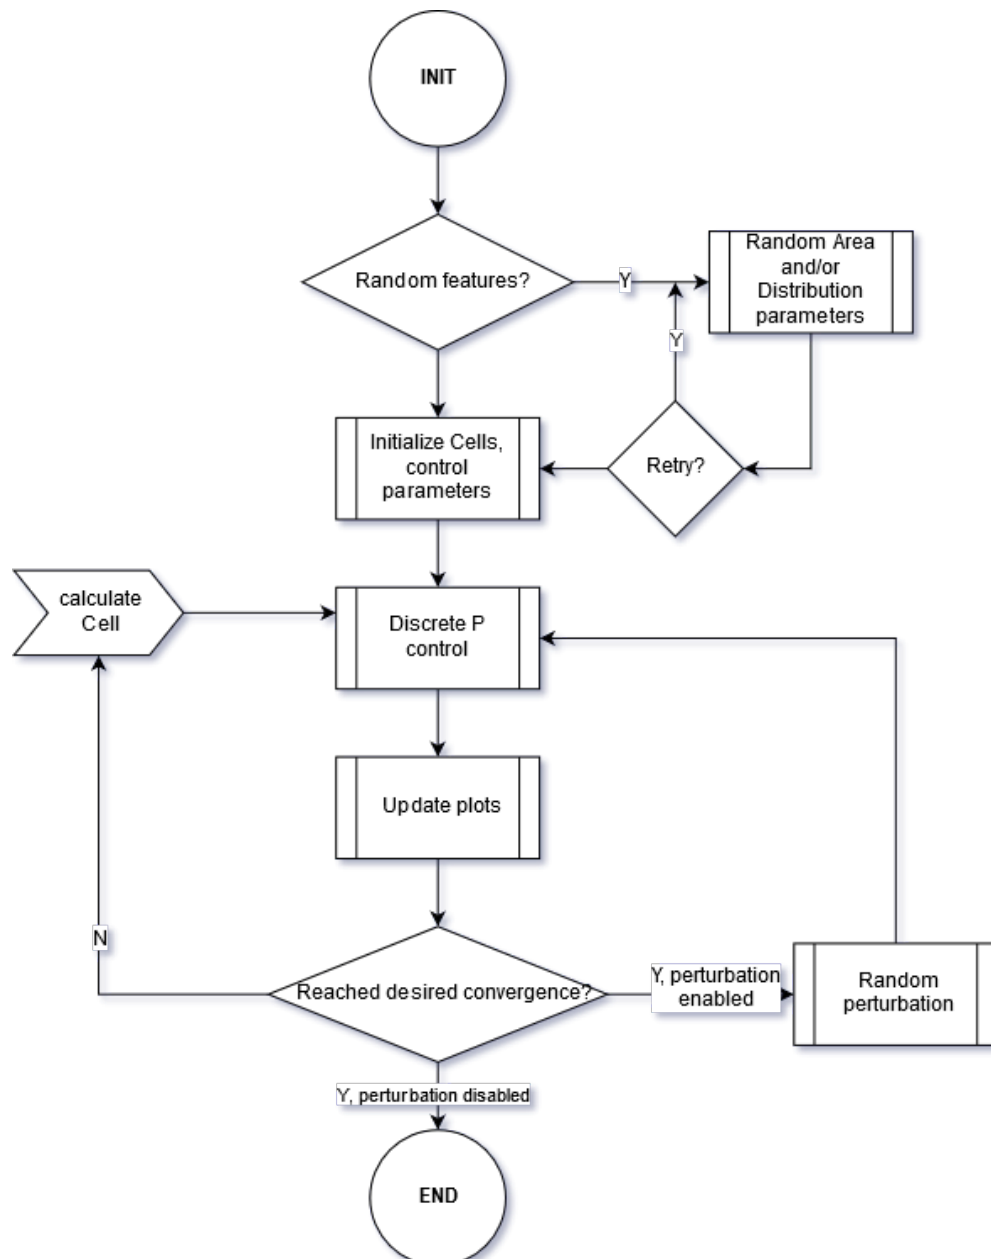 INIT
Random features?
Y
Random Area
and/or
Distribution
parameters
Y
Initialize Cells,
control
parameters
Retry?
calculate
Cell
Discrete P
control
Update plots
N
Reached desired convergence?
Y, perturbation
enabled
Random
perturbation
Y, perturbation disabled
END